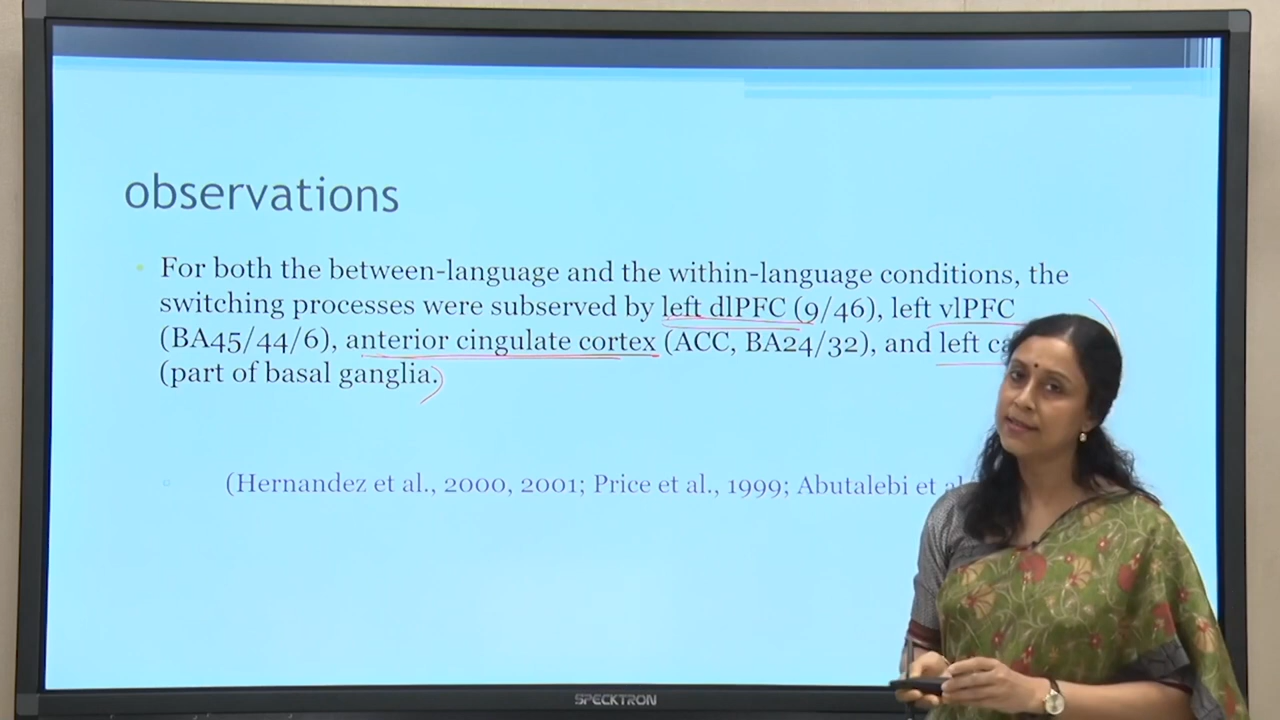 observations
• For both the between-language and the within-language conditions, the
switching processes were subserved by left dlPFC (9/46), left vlPFC
(BA45/44/6), anterior cingulate cortex (ACC, BA24/32), and left
(part of basal ganglia.)
(Hernandez et al., 2000, 2001; Price et al., 1999; Abutalebi et
SPECKTRON